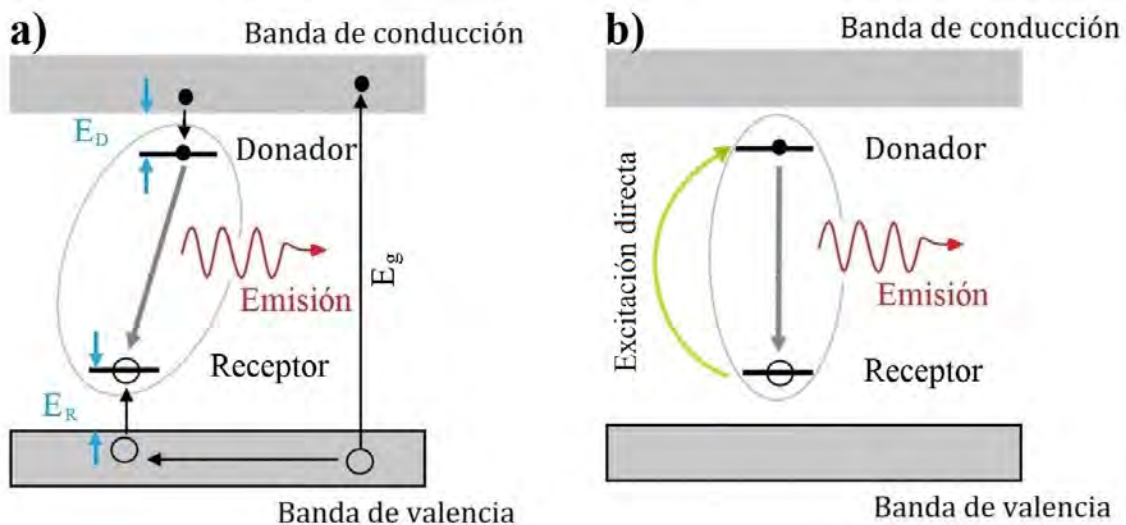 a)
Banda de conducción
E_D
Donador
Emisión
E_g
Receptor
E_R
Banda de valencia
b)
Banda de conducción
Donador
Excitación directa
Emisión
Receptor
Banda de valencia